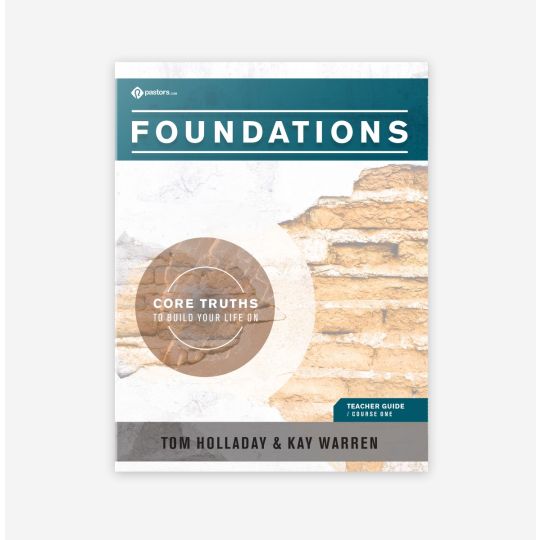 pastors.com
FOUNDATIONS
CORE TRUTHS
TO BUILD YOUR LIFE ON
TEACHER GUIDE
/ COURSE ONE
TOM HOLLADAY & KAY WARREN